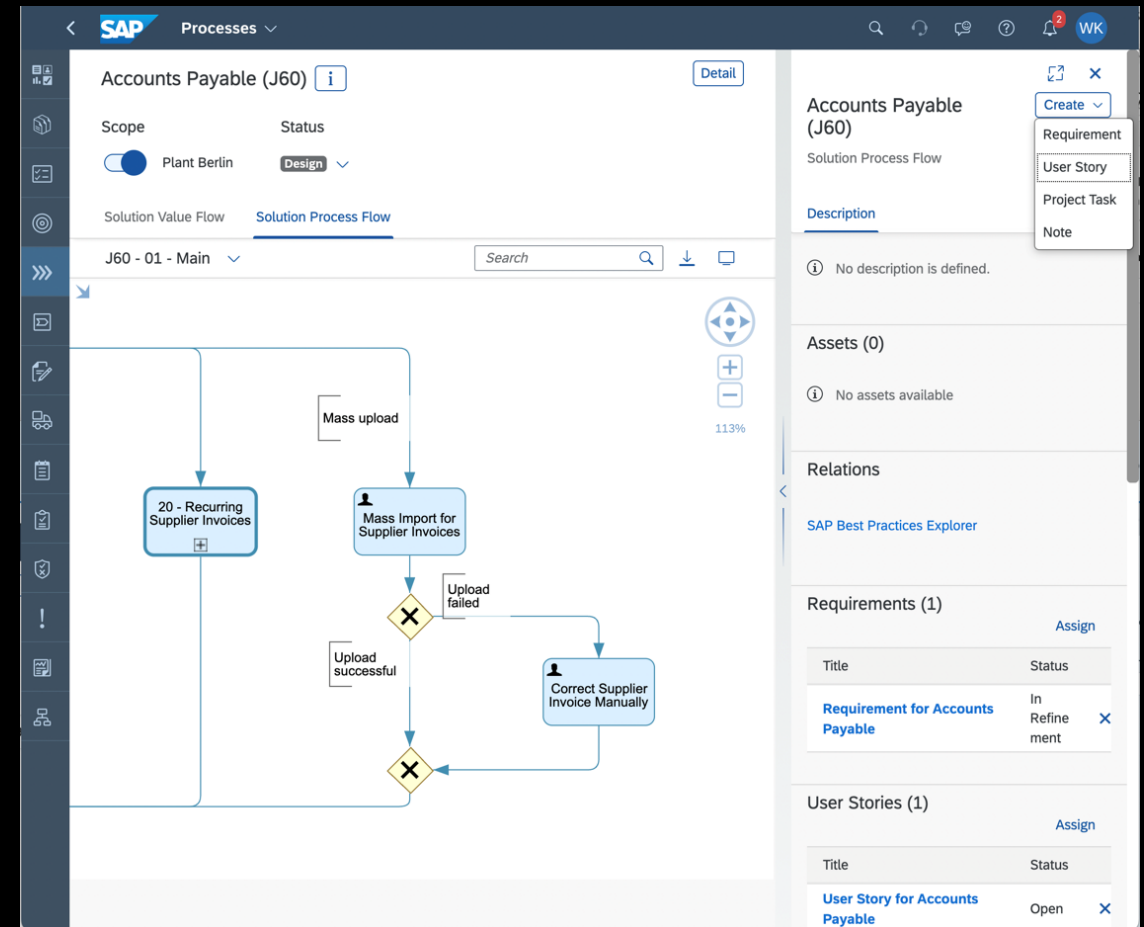 SAP
Processes
2
WK
Accounts Payable (J60)
i
Detail
Scope
Status
Plant Berlin
Design
Solution Value Flow
Solution Process Flow
J60 - 01 - Main
Search
113%
Mass upload
20 - Recurring
Supplier Invoices
Mass Import for
Supplier Invoices
Upload
failed
Upload
successful
Correct Supplier
Invoice Manually
Accounts Payable
(J60)
Solution Process Flow
Create
Requirement
User Story
Project Task
Note
Description
No description is defined.
Assets (0)
No assets available
Relations
SAP Best Practices Explorer
Requirements (1)
Assign
Title
Status
Requirement for Accounts
Payable
In
Refine
ment
User Stories (1)
Assign
Title
Status
User Story for Accounts
Payable
Open